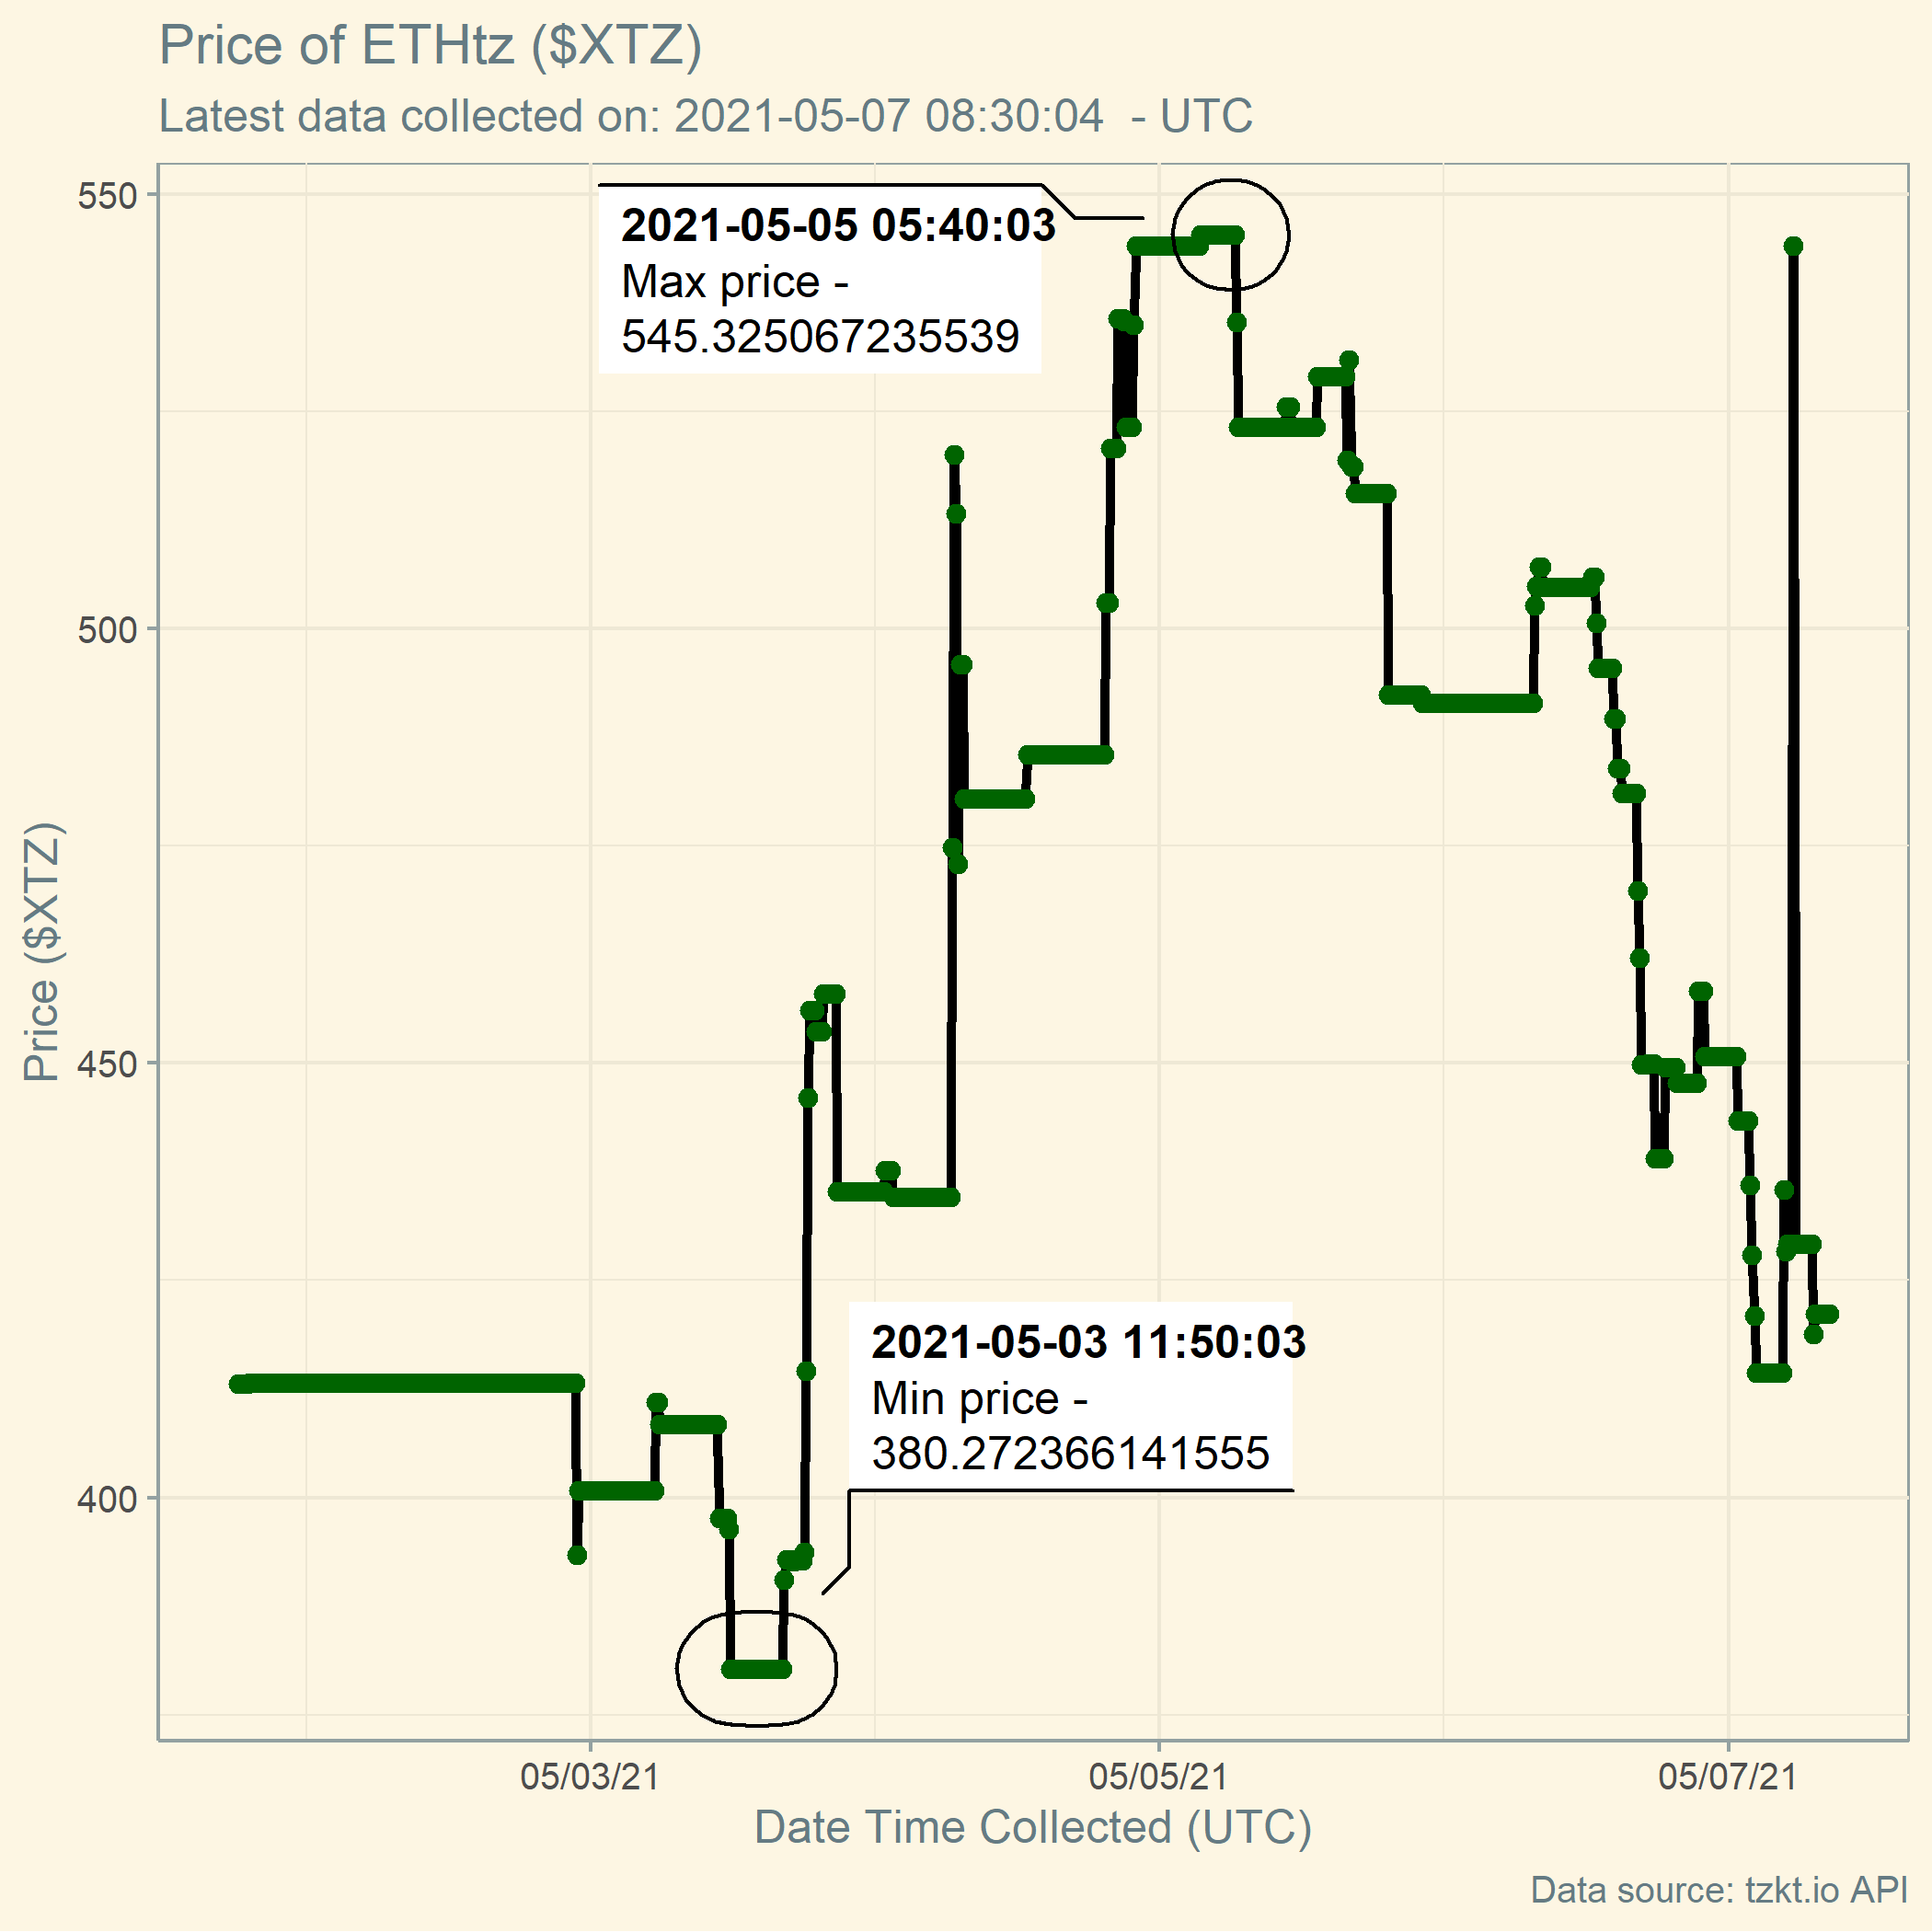 Price of ETHtz ($XTZ)
Latest data collected on: 2021-05-07 08:30:04  - UTC
550
2021-05-05 05:40:03
Max price -
545.325067235539
500
Price ($XTZ)
450
2021-05-03 11:50:03
Min price -
380.272366141555
400
05/03/21
05/05/21
05/07/21
Date Time Collected (UTC)
Data source: tzkt.io API